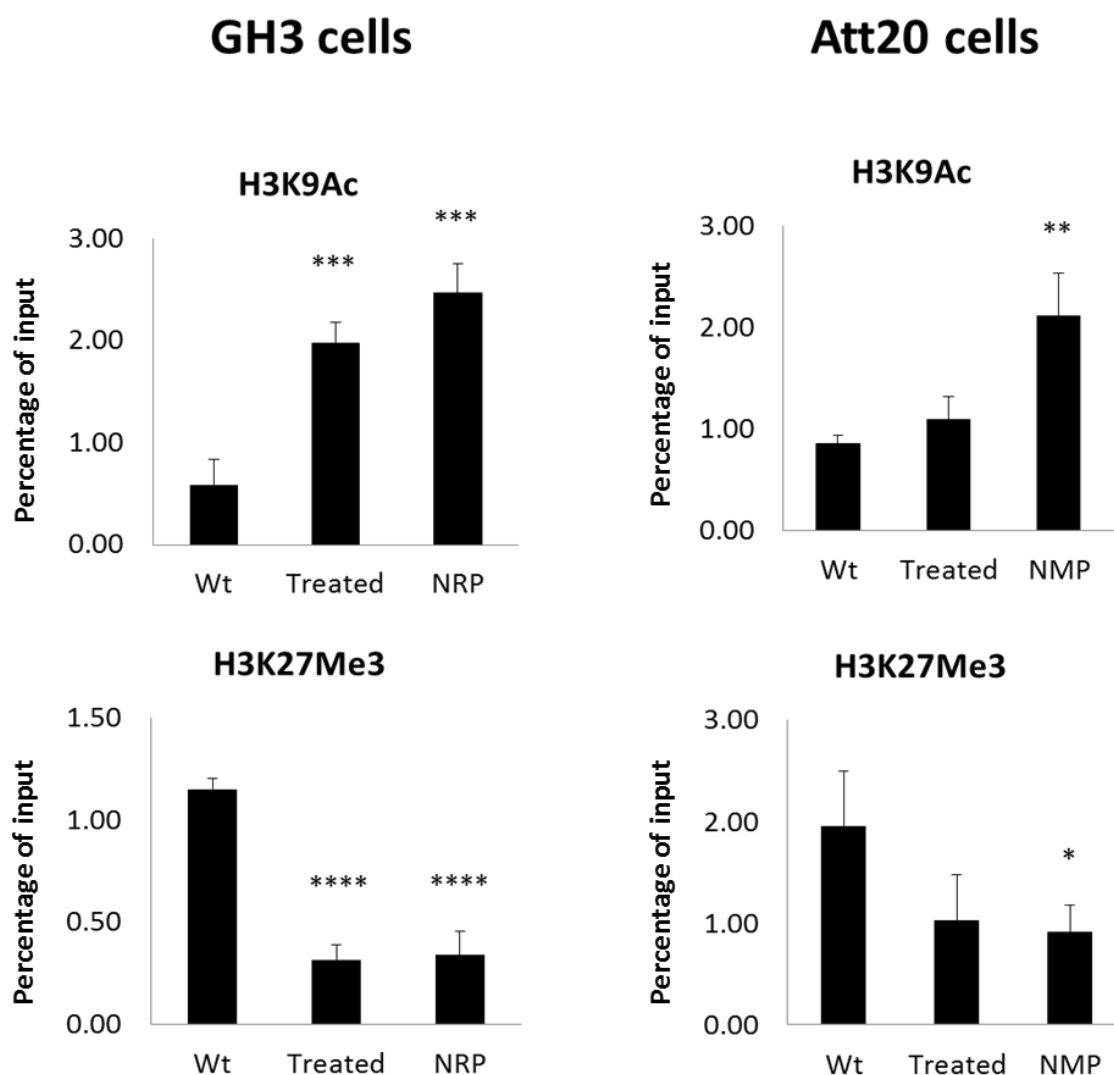 GH3 cells
Att20 cells
H3K9Ac
Percentage of input
3.00
2.00
1.00
0.00
***
***
Wt Treated NRP
H3K9Ac
Percentage of input
3.00
2.00
1.00
0.00
**
Wt Treated NMP
H3K27Me3
Percentage of input
1.50
1.00
0.50
0.00
**** ****
Wt Treated NRP
H3K27Me3
Percentage of input
3.00
2.00
1.00
0.00
*
Wt Treated NMP